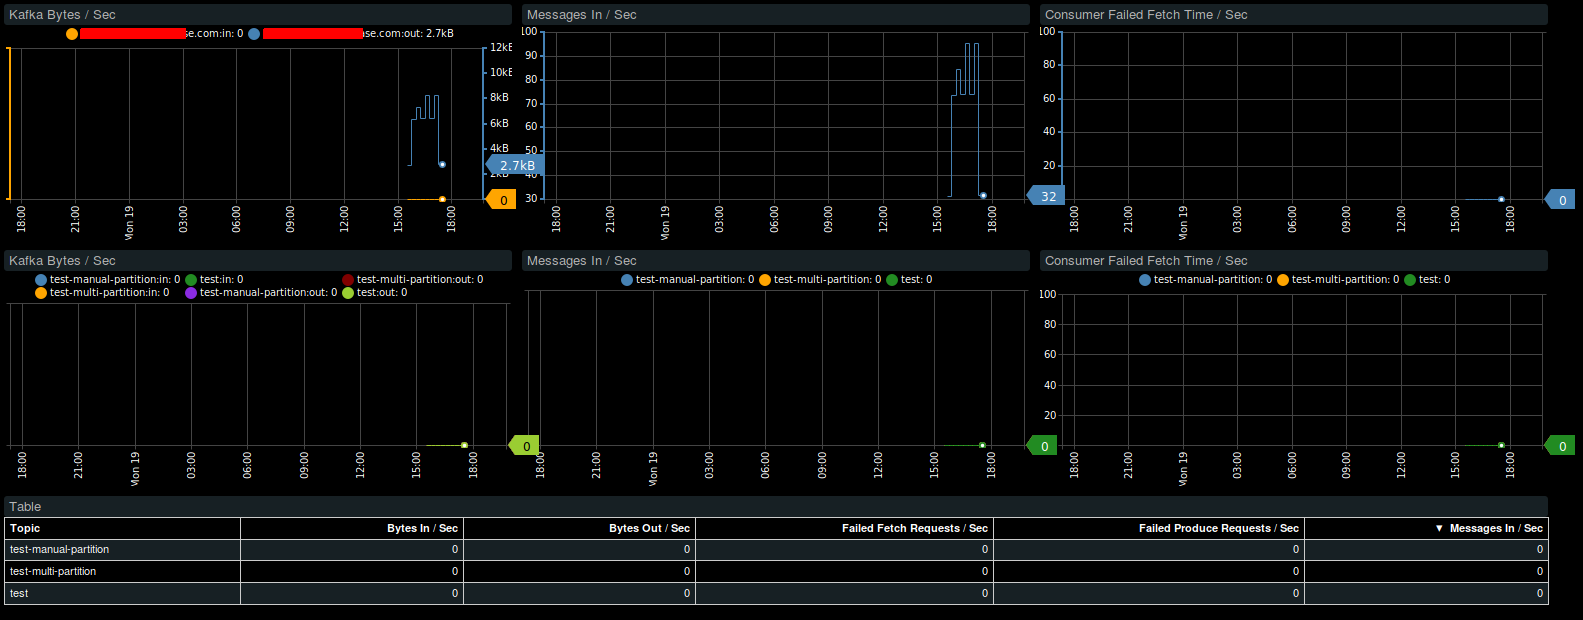 Kafka Bytes / Sec
Messages In / Sec
Consumer Failed Fetch Time / Sec
se.com:in: 0
se.com:out: 2.7kB
12kB
10kB
8kB
6kB
4kB
2kB
2.7kB
0
18:00
21:00
Mon 19
03:00
06:00
09:00
12:00
15:00
18:00
100
90
80
70
60
50
40
30
32
18:00
21:00
Mon 19
03:00
06:00
09:00
12:00
15:00
18:00
100
80
60
40
20
0
18:00
21:00
Mon 19
03:00
06:00
09:00
12:00
15:00
18:00
Kafka Bytes / Sec
Messages In / Sec
Consumer Failed Fetch Time / Sec
test-manual-partition:in: 0 test:in: 0 test-multi-partition:out: 0
test-multi-partition:in: 0 test-manual-partition:out: 0 test:out: 0
0
18:00
21:00
Mon 19
03:00
06:00
09:00
12:00
15:00
18:00
test-manual-partition: 0 test-multi-partition: 0 test: 0
0
18:00
21:00
Mon 19
03:00
06:00
09:00
12:00
15:00
18:00
test-manual-partition: 0 test-multi-partition: 0 test: 0
100
80
60
40
20
0
18:00
21:00
Mon 19
03:00
06:00
09:00
12:00
15:00
18:00
Table
Topic Bytes In / Sec Bytes Out / Sec Failed Fetch Requests / Sec Failed Produce Requests / Sec ▼ Messages In / Sec
test-manual-partition 0 0 0 0 0
test-multi-partition 0 0 0 0 0
test 0 0 0 0 0